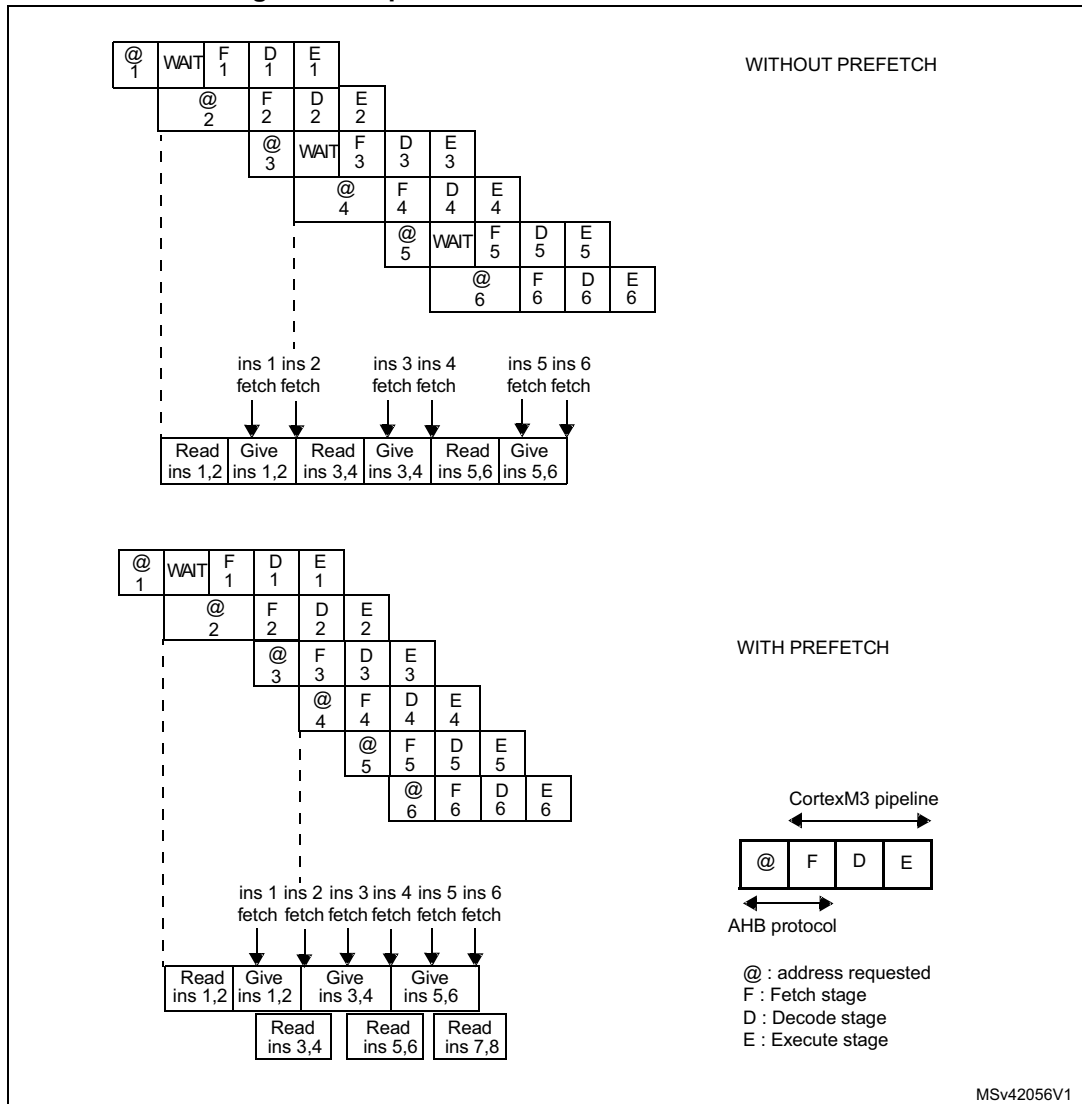 @ WAIT F D E
1 1 1 1
WITHOUT PREFETCH
@ F D E
2 2 2 2
@ WAIT F D E
3 3 3 3
@ F D E
4 4 4 4
@ WAIT F D E
5 5 5 5
@ F D E
6 6 6 6
ins 1 ins 2 ins 3 ins 4 ins 5 ins 6
fetch fetch fetch fetch fetch fetch
Read Give Read Give Read Give
ins 1,2 ins 1,2 ins 3,4 ins 3,4 ins 5,6 ins 5,6
@ WAIT F D E
1 1 1 1
@ F D E
2 2 2 2
WITH PREFETCH
@ F D E
3 3 3 3
@ F D E
4 4 4 4
@ F D E
5 5 5 5
@ F D E
6 6 6 6
CortexM3 pipeline
@ F D E
AHB protocol
ins 1 ins 2 ins 3 ins 4 ins 5 ins 6
fetch fetch fetch fetch fetch fetch
Read Give Give Give
ins 1,2 ins 1,2 ins 3,4 ins 5,6
Read Read Read
ins 3,4 ins 5,6 ins 7,8
@ : address requested
F : Fetch stage
D : Decode stage
E : Execute stage
MSv42056V1